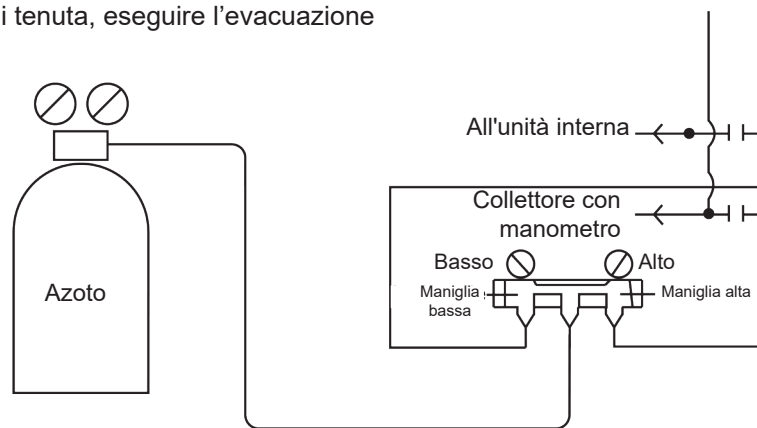 i tenuta, eseguire l’evacuazione
All'unità interna
Collettore con
manometro
Basso
Alto
Maniglia
bassa
Maniglia alta
Azoto